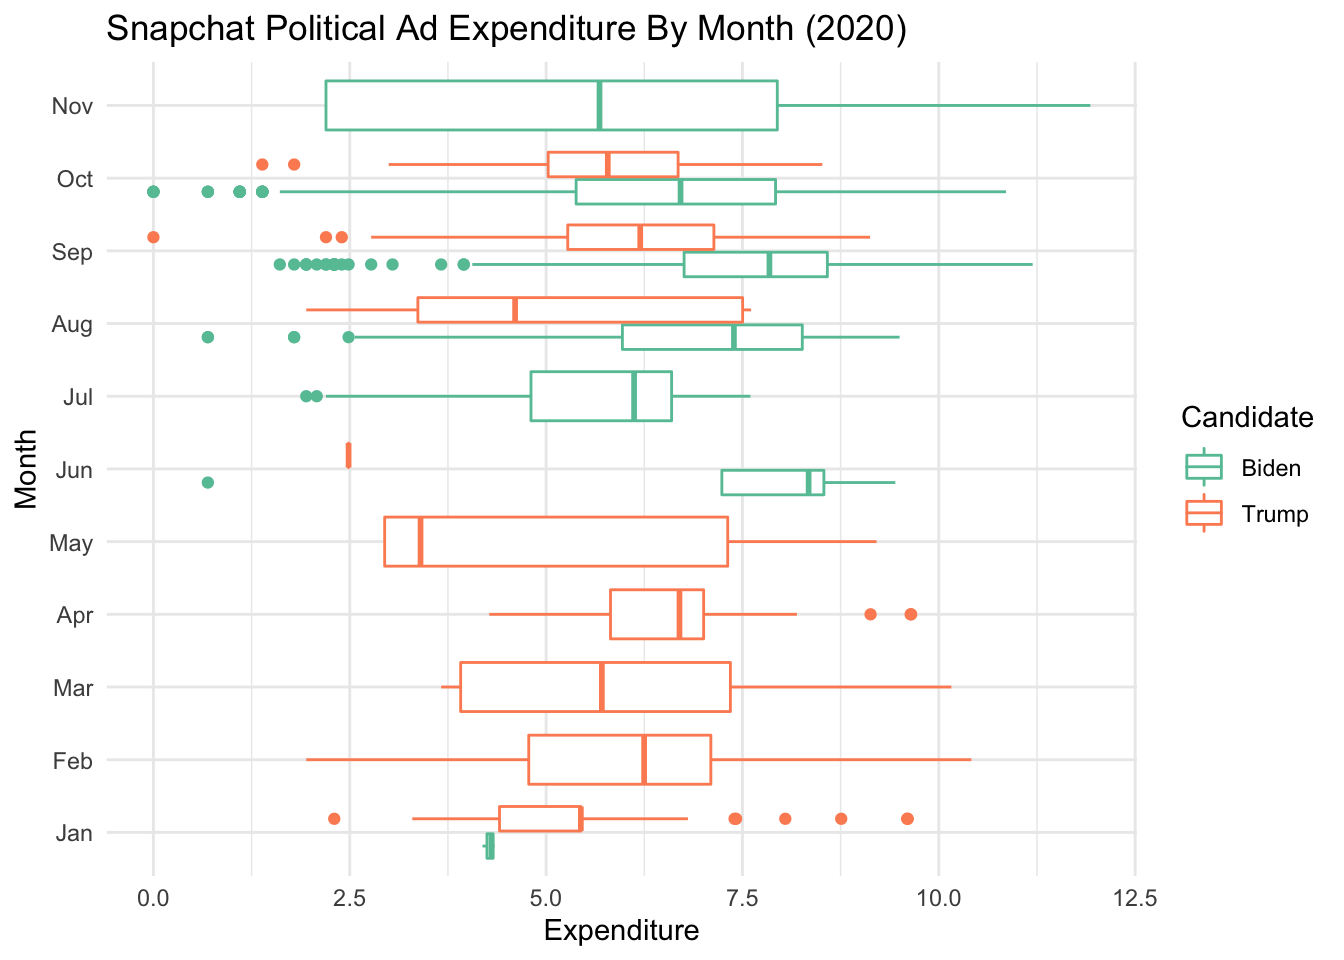 Snapchat Political Ad Expenditure By Month (2020)
Nov
Oct
Sep
Aug
Jul
Jun
May
Apr
Mar
Feb
Jan
Month
0.0 2.5 5.0 7.5 10.0 12.5
Expenditure
Candidate
Biden
Trump